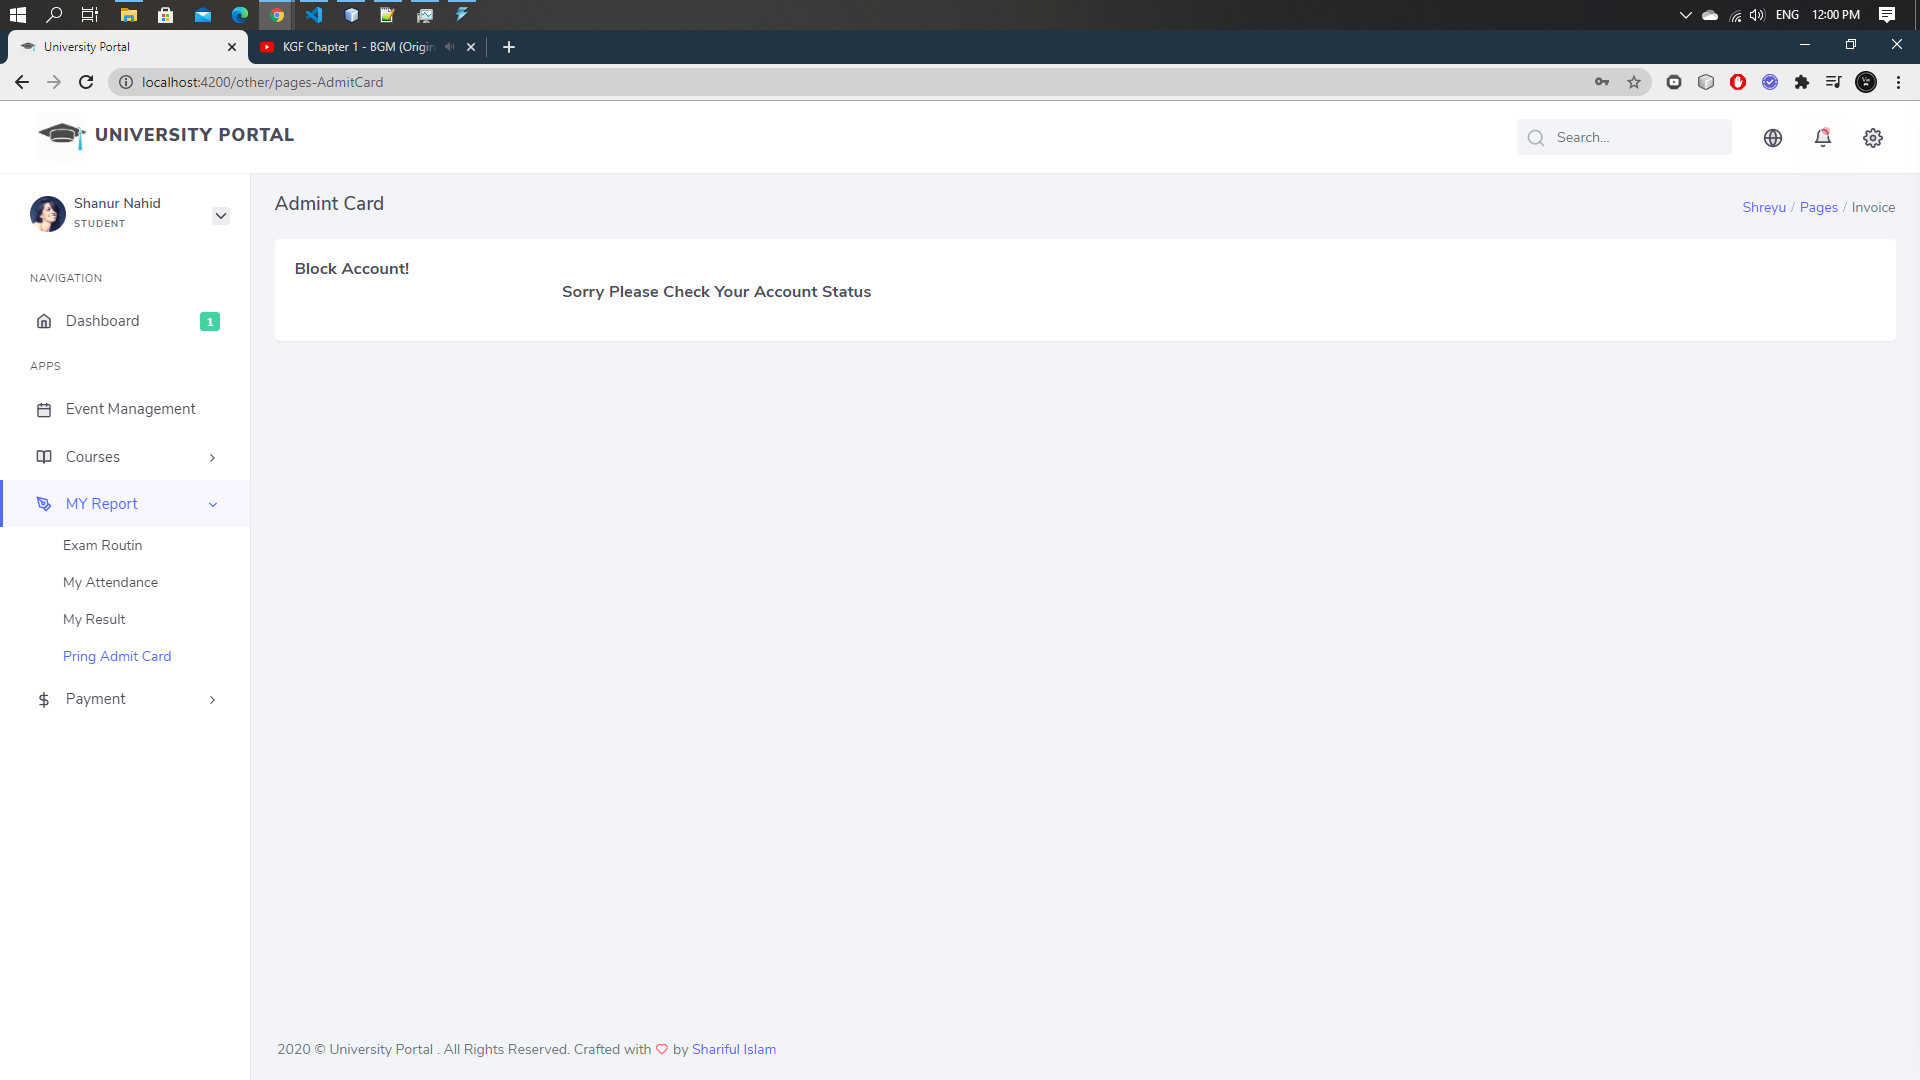 ENG 12:00 PM
University Portal
KGF Chapter 1 - BGM (Origin
localhost:4200/other/pages-AdmitCard
UNIVERSITY PORTAL
Search...
Shanur Nahid
STUDENT
Admint Card
Shreyu / Pages / Invoice
Block Account!
Sorry Please Check Your Account Status
NAVIGATION
Dashboard 1
APPS
Event Management
Courses
MY Report
Exam Routin
My Attendance
My Result
Pring Admit Card
Payment
2020 © University Portal . All Rights Reserved. Crafted with ♡ by Shariful Islam